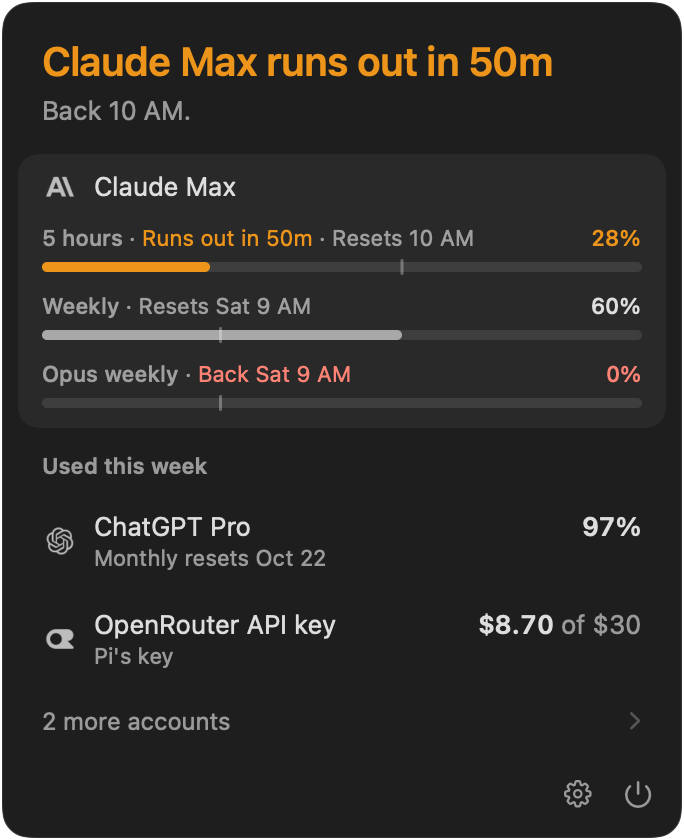 Claude Max runs out in 50m
Back 10 AM.
Claude Max
5 hours · Runs out in 50m · Resets 10 AM 28%
Weekly · Resets Sat 9 AM 60%
Opus weekly · Back Sat 9 AM 0%
Used this week
ChatGPT Pro 97%
Monthly resets Oct 22
OpenRouter API key $8.70 of $30
Pi's key
2 more accounts